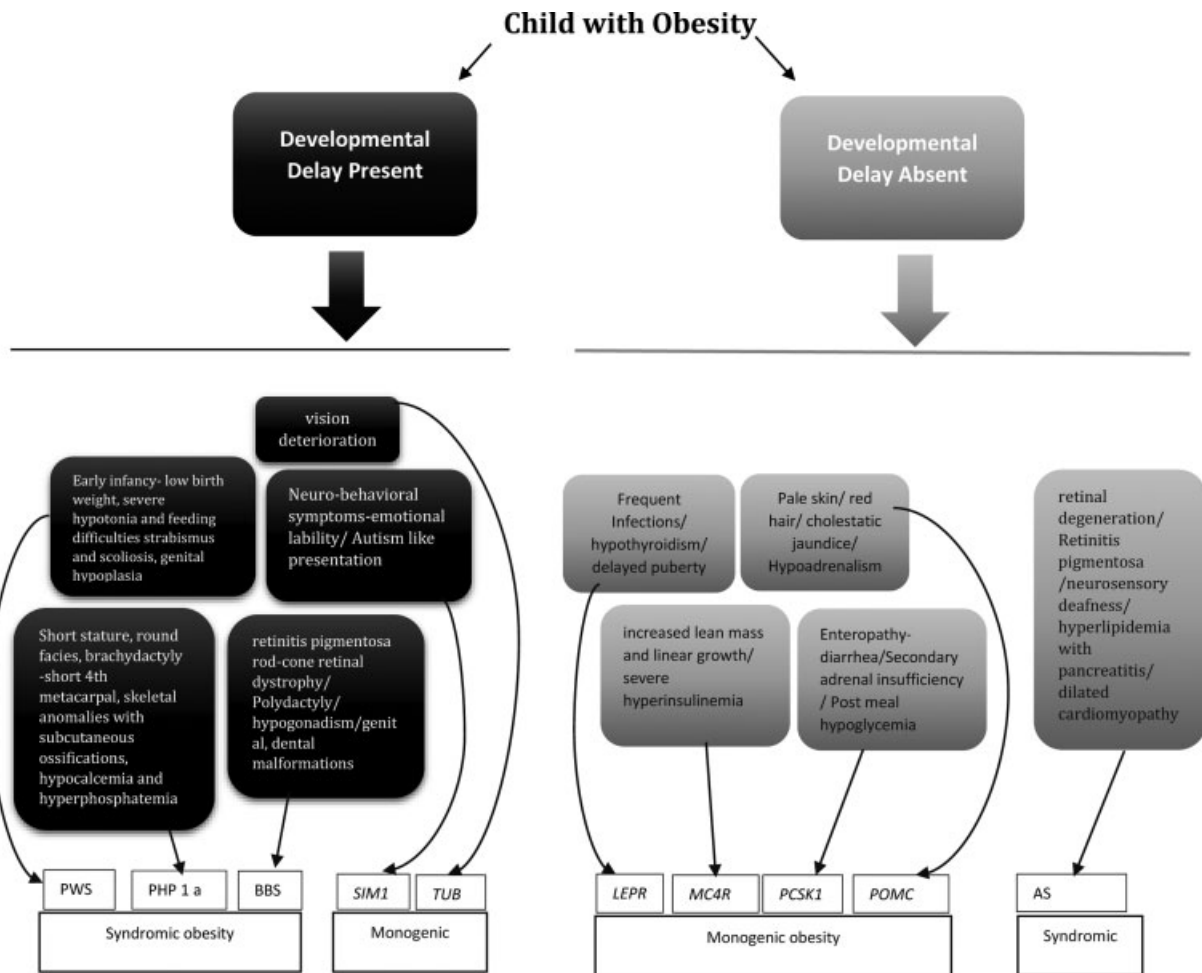 Child with Obesity
Developmental
Delay Present
Developmental
Delay Absent
vision
deterioration
Early infancy- low birth
weight, severe
hypotonia and feeding
difficulties strabismus
and scoliosis, genital
hypoplasia
Neuro-behavioral
symptoms-emotional
lability/ Autism like
presentation
Short stature, round
facies, brachydactyly
-short 4th
metacarpal, skeletal
anomalies with
subcutaneous
ossifications,
hypocalcemia and
hyperphosphatemia
retinitis pigmentosa
rod-cone retinal
dystrophy/
Polydactyly/
hypogonadism/genit
al, dental
malformations
Frequent
Infections/
hypothyroidism/
delayed puberty
Pale skin/ red
hair/ cholestatic
jaundice/
Hypoadrenalism
increased lean mass
and linear growth/
severe
hyperinsulinemia
Enteropathy-
diarrhea/Secondary
adrenal insufficiency
/ Post meal
hypoglycemia
retinal
degeneration/
Retinitis
pigmentosa
/neurosensory
deafness/
hyperlipidemia
with
pancreatitis/
dilated
cardiomyopathy
PWS
PHP 1 a
BBS
SIM1
TUB
LEPR
MC4R
PCSK1
POMC
AS
Syndromic obesity
Monogenic
Monogenic obesity
Syndromic